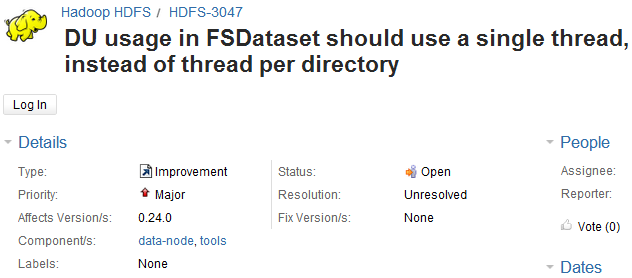 Hadoop HDFS / HDFS-3047
DU usage in FSDataset should use a single thread,
instead of thread per directory
Log In
Details
Type: Improvement
Priority: Major
Affects Version/s: 0.24.0
Component/s: data-node, tools
Labels: None
Status: Open
Resolution: Unresolved
Fix Version/s: None
People
Assignee:
Reporter:
Vote (0)
Dates